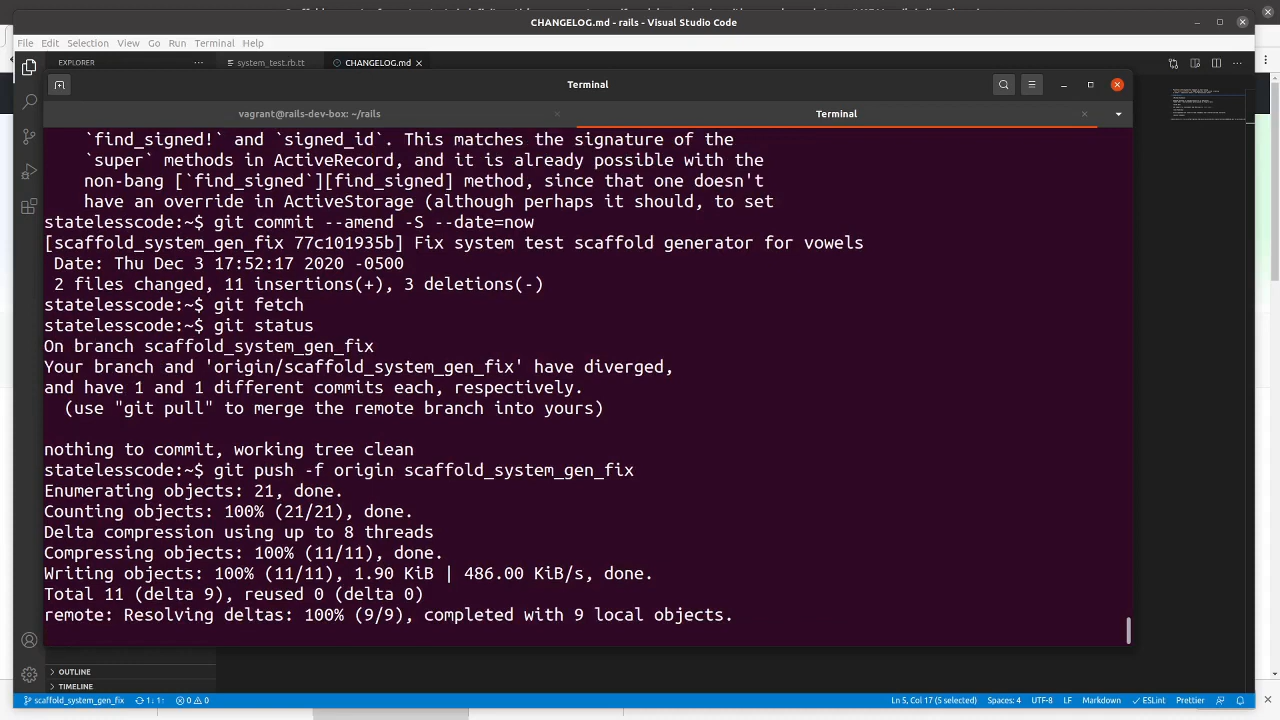 CHANGELOG.md - rails - Visual Studio Code
File Edit Selection View Go Run Terminal Help
EXPLORER
system_test.rb.tt
CHANGELOG.md
Terminal
vagrant@rails-dev-box: ~/rails
Terminal
`find_signed!` and `signed_id`. This matches the signature of the
`super` methods in ActiveRecord, and it is already possible with the
non-bang [`find_signed`][find_signed] method, since that one doesn't
have an override in ActiveStorage (although perhaps it should, to set
statelesscode:~$ git commit --amend -S --date=now
[scaffold_system_gen_fix 77c101935b] Fix system test scaffold generator for vowels
Date: Thu Dec 3 17:52:17 2020 -0500
2 files changed, 11 insertions(+), 3 deletions(-)
statelesscode:~$ git fetch
statelesscode:~$ git status
On branch scaffold_system_gen_fix
Your branch and 'origin/scaffold_system_gen_fix' have diverged,
and have 1 and 1 different commits each, respectively.
(use "git pull" to merge the remote branch into yours)
nothing to commit, working tree clean
statelesscode:~$ git push -f origin scaffold_system_gen_fix
Enumerating objects: 21, done.
Counting objects: 100% (21/21), done.
Delta compression using up to 8 threads
Compressing objects: 100% (11/11), done.
Writing objects: 100% (11/11), 1.90 KiB | 486.00 KiB/s, done.
Total 11 (delta 9), reused 0 (delta 0)
remote: Resolving deltas: 100% (9/9), completed with 9 local objects.
OUTLINE
TIMELINE
scaffold_system_gen_fix 1↓ 1↑ 0 0 Ln 5, Col 17 (5 selected) Spaces: 4 UTF-8 LF Markdown ESLint Prettier